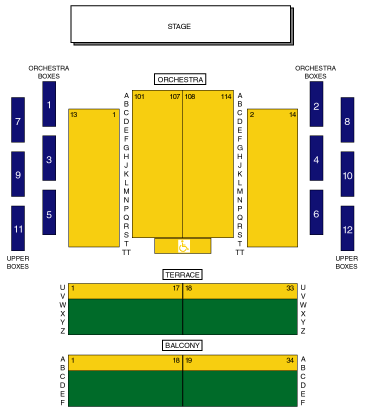 STAGE
ORCHESTRA BOXES
ORCHESTRA
ORCHESTRA BOXES
101 107 108 114
13 1
2 14
A A
B B
C C
D D
E E
F F
G G
H H
J J
K K
L L
M M
N N
P P
Q Q
R R
S S
T T
TT TT
1
3
5
7
9
11
UPPER BOXES
2
4
6
8
10
12
UPPER BOXES
TERRACE
1 17 18 33
U U
V V
W W
X X
Y Y
Z Z
BALCONY
1 18 19 34
A A
B B
C C
D D
E E
F F